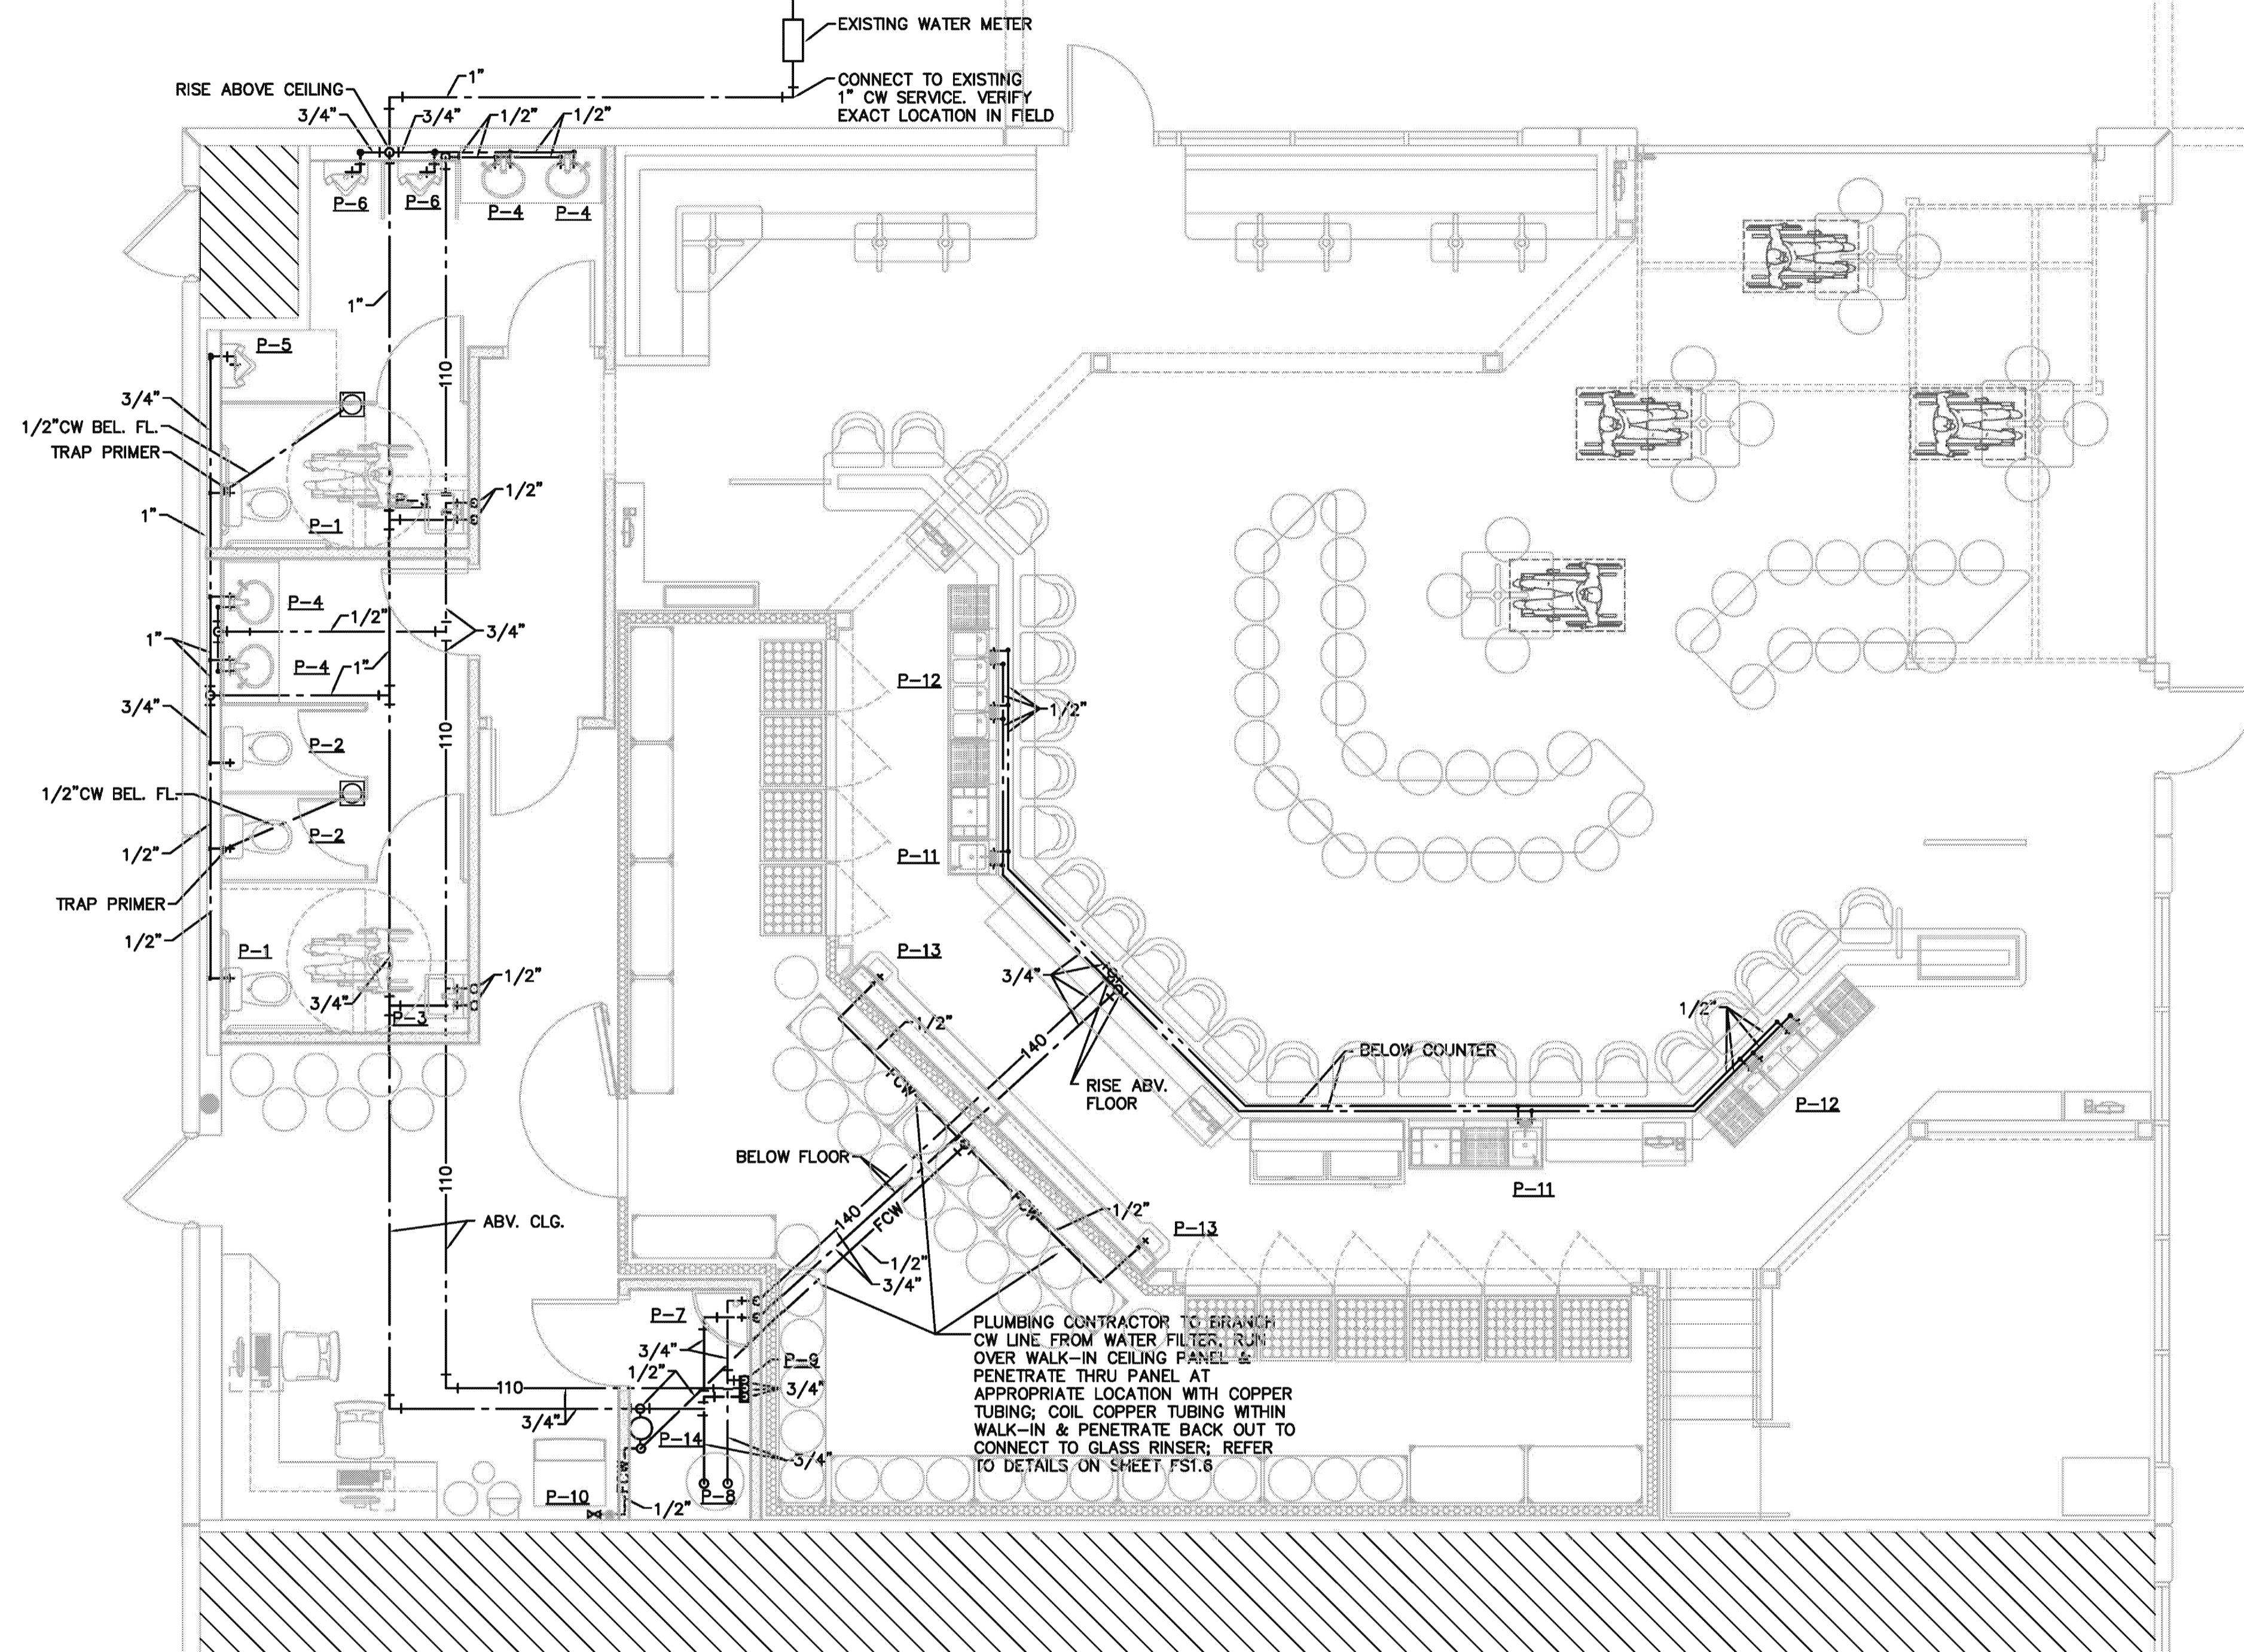 EXISTING WATER METER
RISE ABOVE CEILING
1"
CONNECT TO EXISTING
1" CW SERVICE. VERIFY
EXACT LOCATION IN FIELD
3/4"
3/4"
1/2"
1/2"
P-6
P-6
P-4
P-4
1"
P-5
110
3/4"
1/2"CW BEL. FL.
TRAP PRIMER
1/2"
1"
P-1
P-4
1/2"
3/4"
1"
P-4
1"
P-12
3/4"
1/2"
110
P-2
1/2"CW BEL. FL.
P-2
1/2"
P-11
TRAP PRIMER
1/2"
P-1
P-13
3/4"
1/2"
3/4"
P-3
1/2"
1/2"
140
BELOW COUNTER
FCW
RISE ABV.
FLOOR
P-12
BELOW FLOOR
110
P-11
FCW
1/2"
140
FCW
P-13
ABV. CLG.
1/2"
3/4"
P-7
PLUMBING CONTRACTOR TO BRANCH
CW LINE FROM WATER FILTER, RUN
OVER WALK-IN CEILING PANEL &
PENETRATE THRU PANEL AT
APPROPRIATE LOCATION WITH COPPER
TUBING; COIL COPPER TUBING WITHIN
WALK-IN & PENETRATE BACK OUT TO
CONNECT TO GLASS RINSER; REFER
TO DETAILS ON SHEET FS1.6
3/4"
P-9
1/2"
110
3/4"
3/4"
P-14
3/4"
FCW
P-10
P-8
1/2"